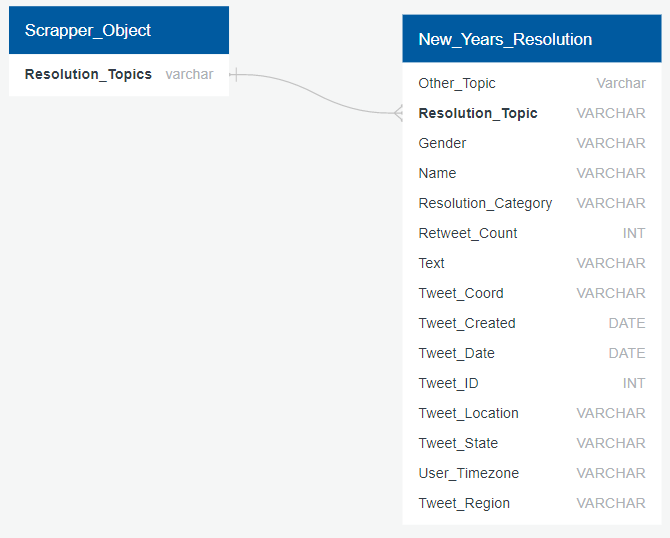 Scrapper_Object
Resolution_Topics varchar
New_Years_Resolution
Other_Topic Varchar
Resolution_Topic VARCHAR
Gender VARCHAR
Name VARCHAR
Resolution_Category VARCHAR
Retweet_Count INT
Text VARCHAR
Tweet_Coord VARCHAR
Tweet_Created DATE
Tweet_Date DATE
Tweet_ID INT
Tweet_Location VARCHAR
Tweet_State VARCHAR
User_Timezone VARCHAR
Tweet_Region VARCHAR